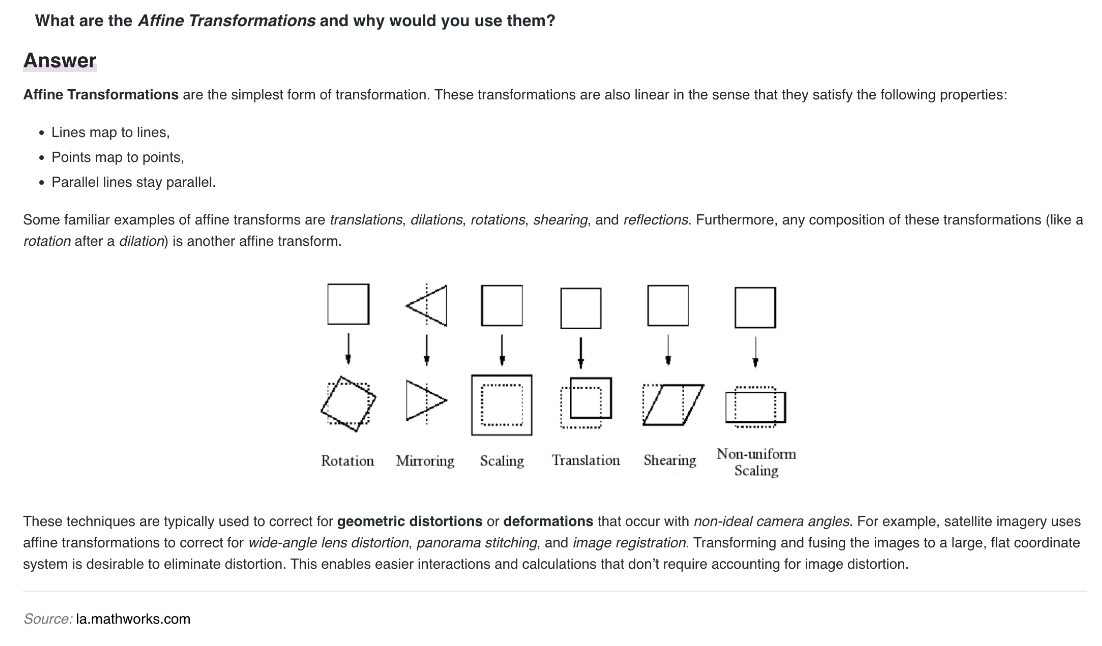 What are the Affine Transformations and why would you use them?
Answer
Affine Transformations are the simplest form of transformation. These transformations are also linear in the sense that they satisfy the following properties:
• Lines map to lines,
• Points map to points,
• Parallel lines stay parallel.
Some familiar examples of affine transforms are translations, dilations, rotations, shearing, and reflections. Furthermore, any composition of these transformations (like a
rotation after a dilation) is another affine transform.
Rotation Mirroring Scaling Translation Shearing Non-uniform
Scaling
These techniques are typically used to correct for geometric distortions or deformations that occur with non-ideal camera angles. For example, satellite imagery uses
affine transformations to correct for wide-angle lens distortion, panorama stitching, and image registration. Transforming and fusing the images to a large, flat coordinate
system is desirable to eliminate distortion. This enables easier interactions and calculations that don't require accounting for image distortion.
Source: la.mathworks.com